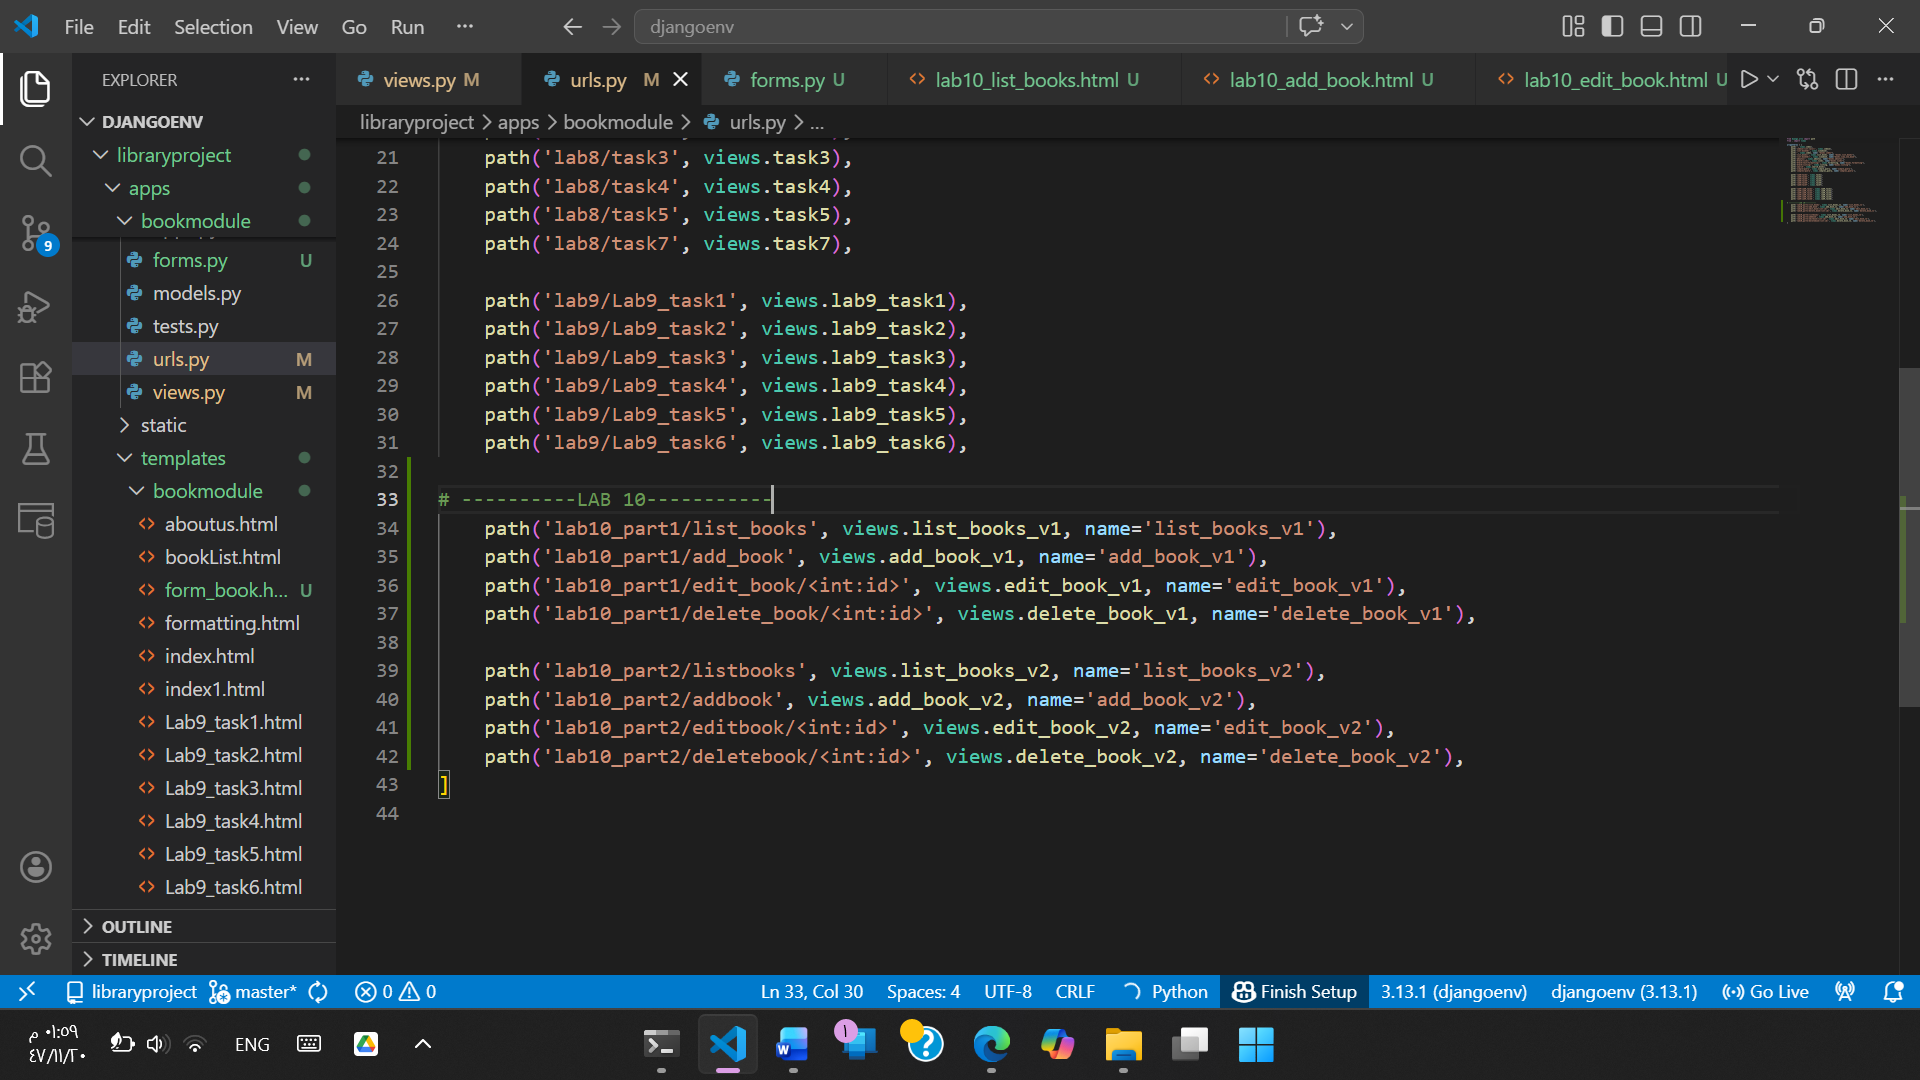 File Edit Selection View Go Run ···
djangoenv
EXPLORER ···
views.py M
urls.py M
forms.py U
lab10_list_books.html U
lab10_add_book.html U
lab10_edit_book.html U
libraryproject > apps > bookmodule > urls.py > ...
DJANGOENV
libraryproject
apps
bookmodule
forms.py U
models.py
tests.py
urls.py M
views.py M
static
templates
bookmodule
aboutus.html
bookList.html
form_book.h... U
formatting.html
index.html
index1.html
Lab9_task1.html
Lab9_task2.html
Lab9_task3.html
Lab9_task4.html
Lab9_task5.html
Lab9_task6.html
OUTLINE
TIMELINE
9
21 path('lab8/task3', views.task3),
22 path('lab8/task4', views.task4),
23 path('lab8/task5', views.task5),
24 path('lab8/task7', views.task7),
25
26 path('lab9/Lab9_task1', views.lab9_task1),
27 path('lab9/Lab9_task2', views.lab9_task2),
28 path('lab9/Lab9_task3', views.lab9_task3),
29 path('lab9/Lab9_task4', views.lab9_task4),
30 path('lab9/Lab9_task5', views.lab9_task5),
31 path('lab9/Lab9_task6', views.lab9_task6),
32
33 # ----------LAB 10-----------
34 path('lab10_part1/list_books', views.list_books_v1, name='list_books_v1'),
35 path('lab10_part1/add_book', views.add_book_v1, name='add_book_v1'),
36 path('lab10_part1/edit_book/<int:id>', views.edit_book_v1, name='edit_book_v1'),
37 path('lab10_part1/delete_book/<int:id>', views.delete_book_v1, name='delete_book_v1'),
38
39 path('lab10_part2/listbooks', views.list_books_v2, name='list_books_v2'),
40 path('lab10_part2/addbook', views.add_book_v2, name='add_book_v2'),
41 path('lab10_part2/editbook/<int:id>', views.edit_book_v2, name='edit_book_v2'),
42 path('lab10_part2/deletebook/<int:id>', views.delete_book_v2, name='delete_book_v2'),
43 ]
44
libraryproject master* 0 0 Ln 33, Col 30 Spaces: 4 UTF-8 CRLF Python Finish Setup 3.13.1 (djangoenv) djangoenv (3.13.1) Go Live
٠١:٥٩ م
٤٧/١١/٢٠
ENG
١